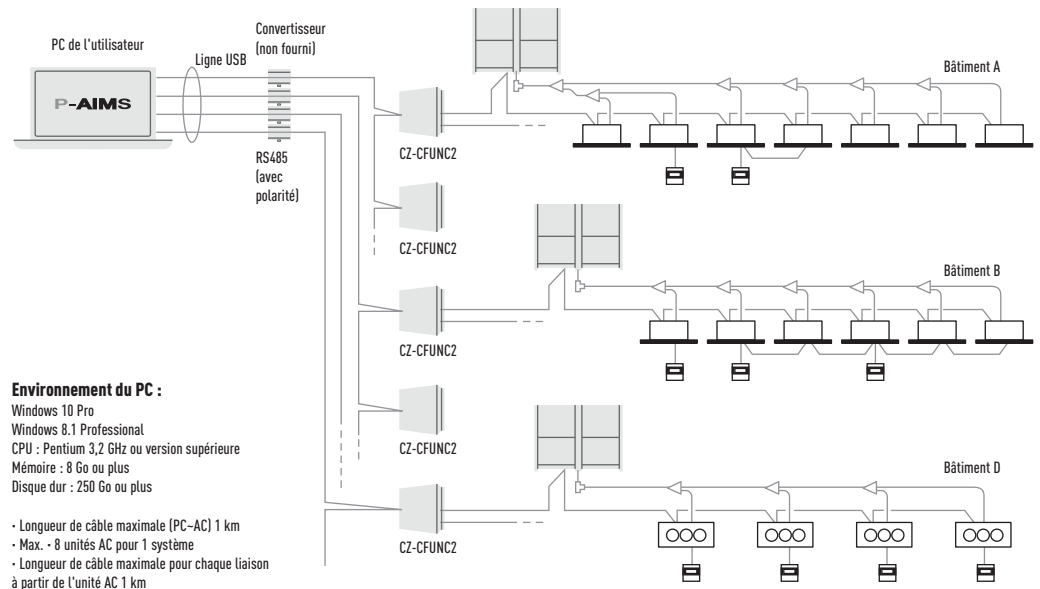 PC de l'utilisateur
Ligne USB
Convertisseur
(non fourni)
P-AIMS
RS485
(avec
polarité)
CZ-CFUNC2
Bâtiment A
CZ-CFUNC2
CZ-CFUNC2
Bâtiment B
CZ-CFUNC2
CZ-CFUNC2
Bâtiment D
Environnement du PC :
Windows 10 Pro
Windows 8.1 Professional
CPU : Pentium 3,2 GHz ou version supérieure
Mémoire : 8 Go ou plus
Disque dur : 250 Go ou plus
· Longueur de câble maximale (PC~AC) 1 km
· Max. · 8 unités AC pour 1 système
· Longueur de câble maximale pour chaque liaison
à partir de l'unité AC 1 km